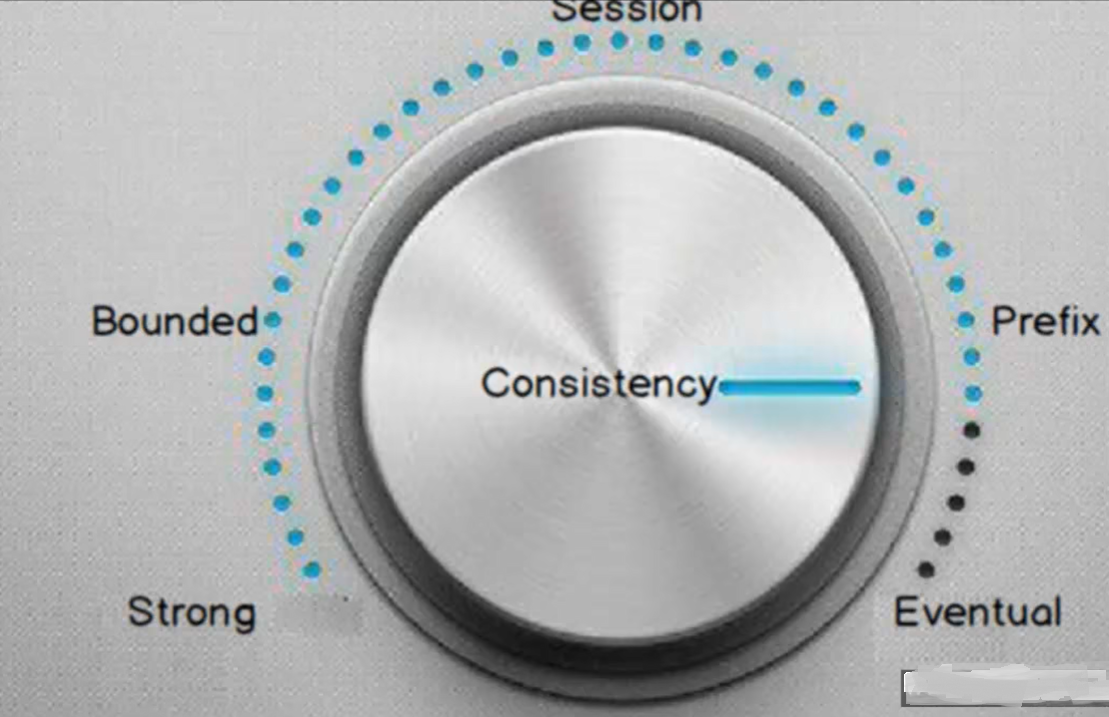 Session
Bounded
Prefix
Consistency
Strong
Eventual